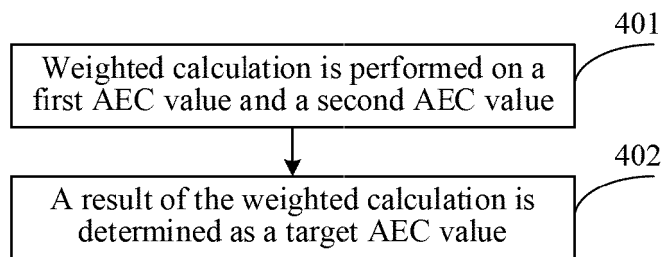 401
Weighted calculation is performed on a
first AEC value and a second AEC value
402
A result of the weighted calculation is
determined as a target AEC value